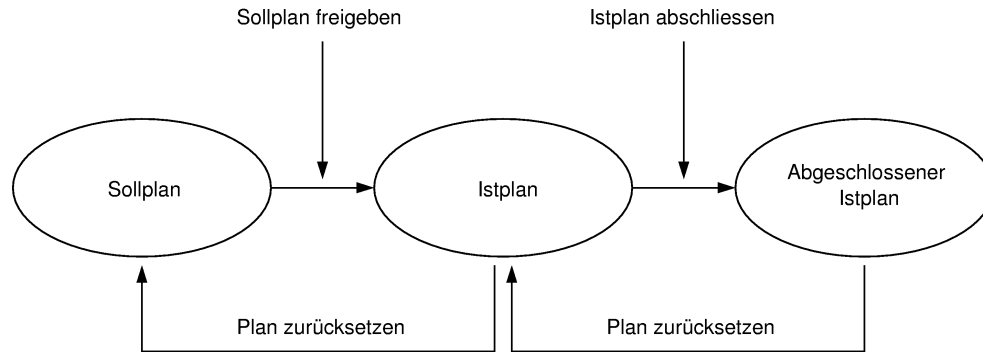 Sollplan freigeben
Istplan abschliessen
Sollplan
Istplan
Abgeschlossener
Istplan
Plan zurücksetzen
Plan zurücksetzen